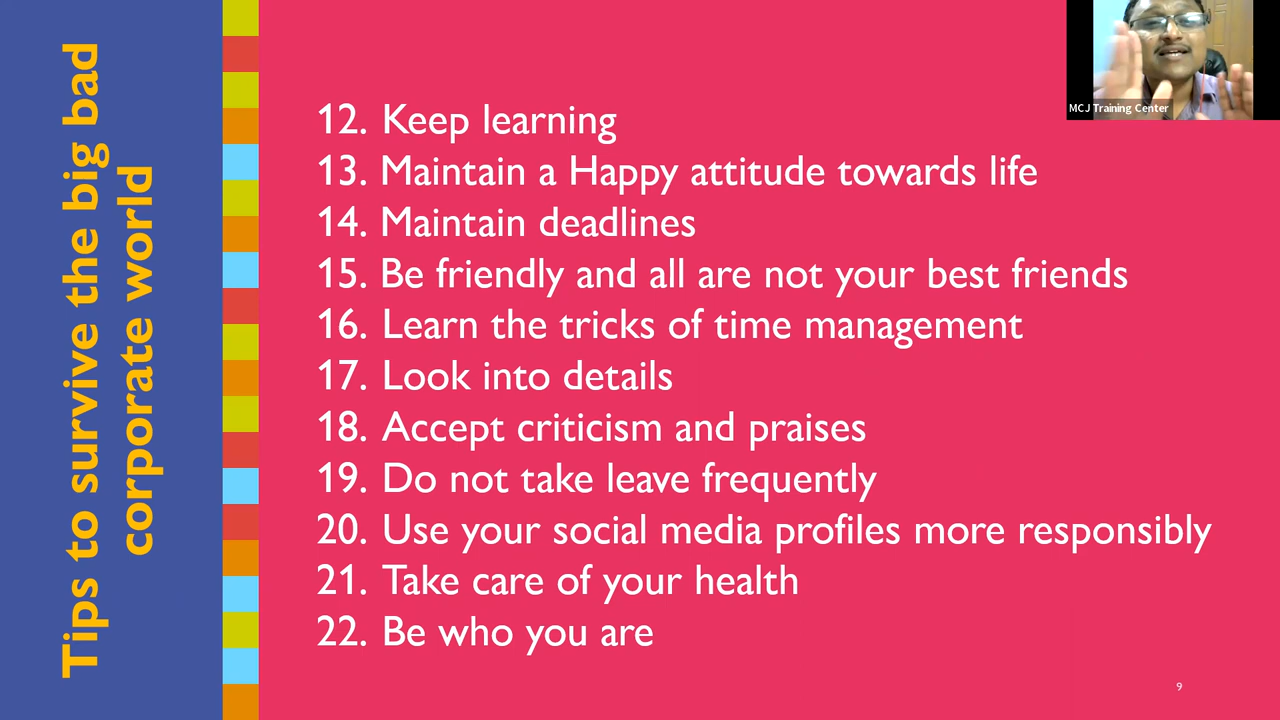 Tips to survive the big bad
corporate world
12. Keep learning
13. Maintain a Happy attitude towards life
14. Maintain deadlines
15. Be friendly and all are not your best friends
16. Learn the tricks of time management
17. Look into details
18. Accept criticism and praises
19. Do not take leave frequently
20. Use your social media profiles more responsibly
21. Take care of your health
22. Be who you are
MCJ Training Center
9